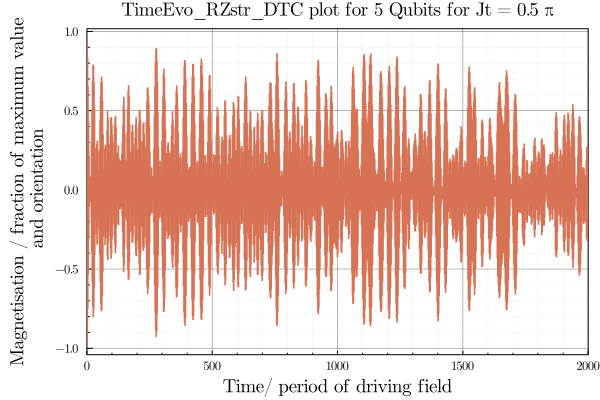 TimeEvo_RZstr_DTC plot for 5 Qubits for Jt = 0.5 π
Magnetisation / fraction of maximum value
and orientation
1.0
0.5
0.0
−0.5
−1.0
0 500 1000 1500 2000
Time/ period of driving field